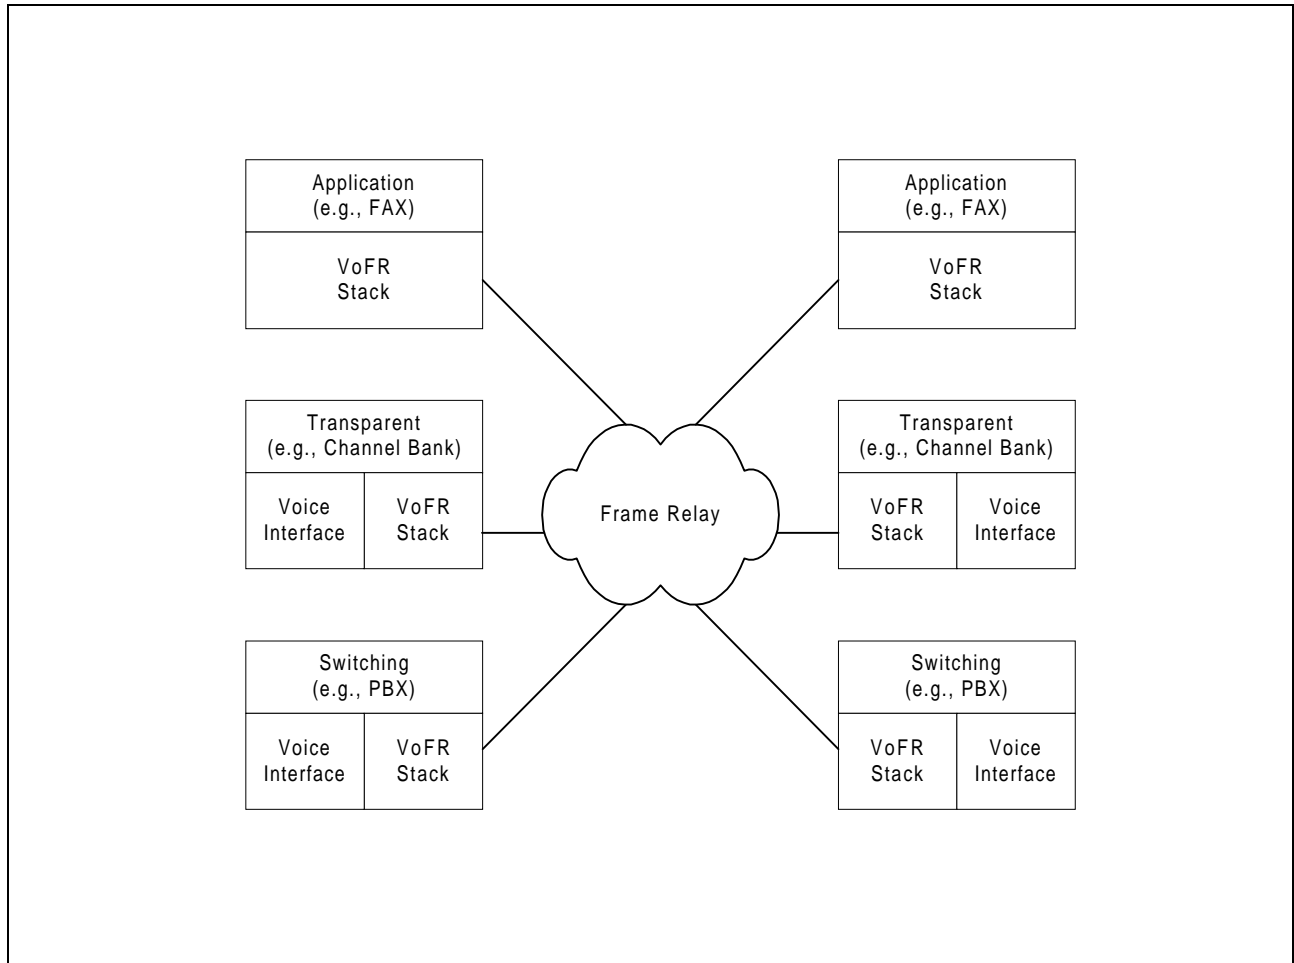 Application
(e.g., FAX)
VoFR
Stack
Application
(e.g., FAX)
VoFR
Stack
Transparent
(e.g., Channel Bank)
Voice
Interface
VoFR
Stack
Frame Relay
Transparent
(e.g., Channel Bank)
VoFR
Stack
Voice
Interface
Switching
(e.g., PBX)
Voice
Interface
VoFR
Stack
Switching
(e.g., PBX)
VoFR
Stack
Voice
Interface